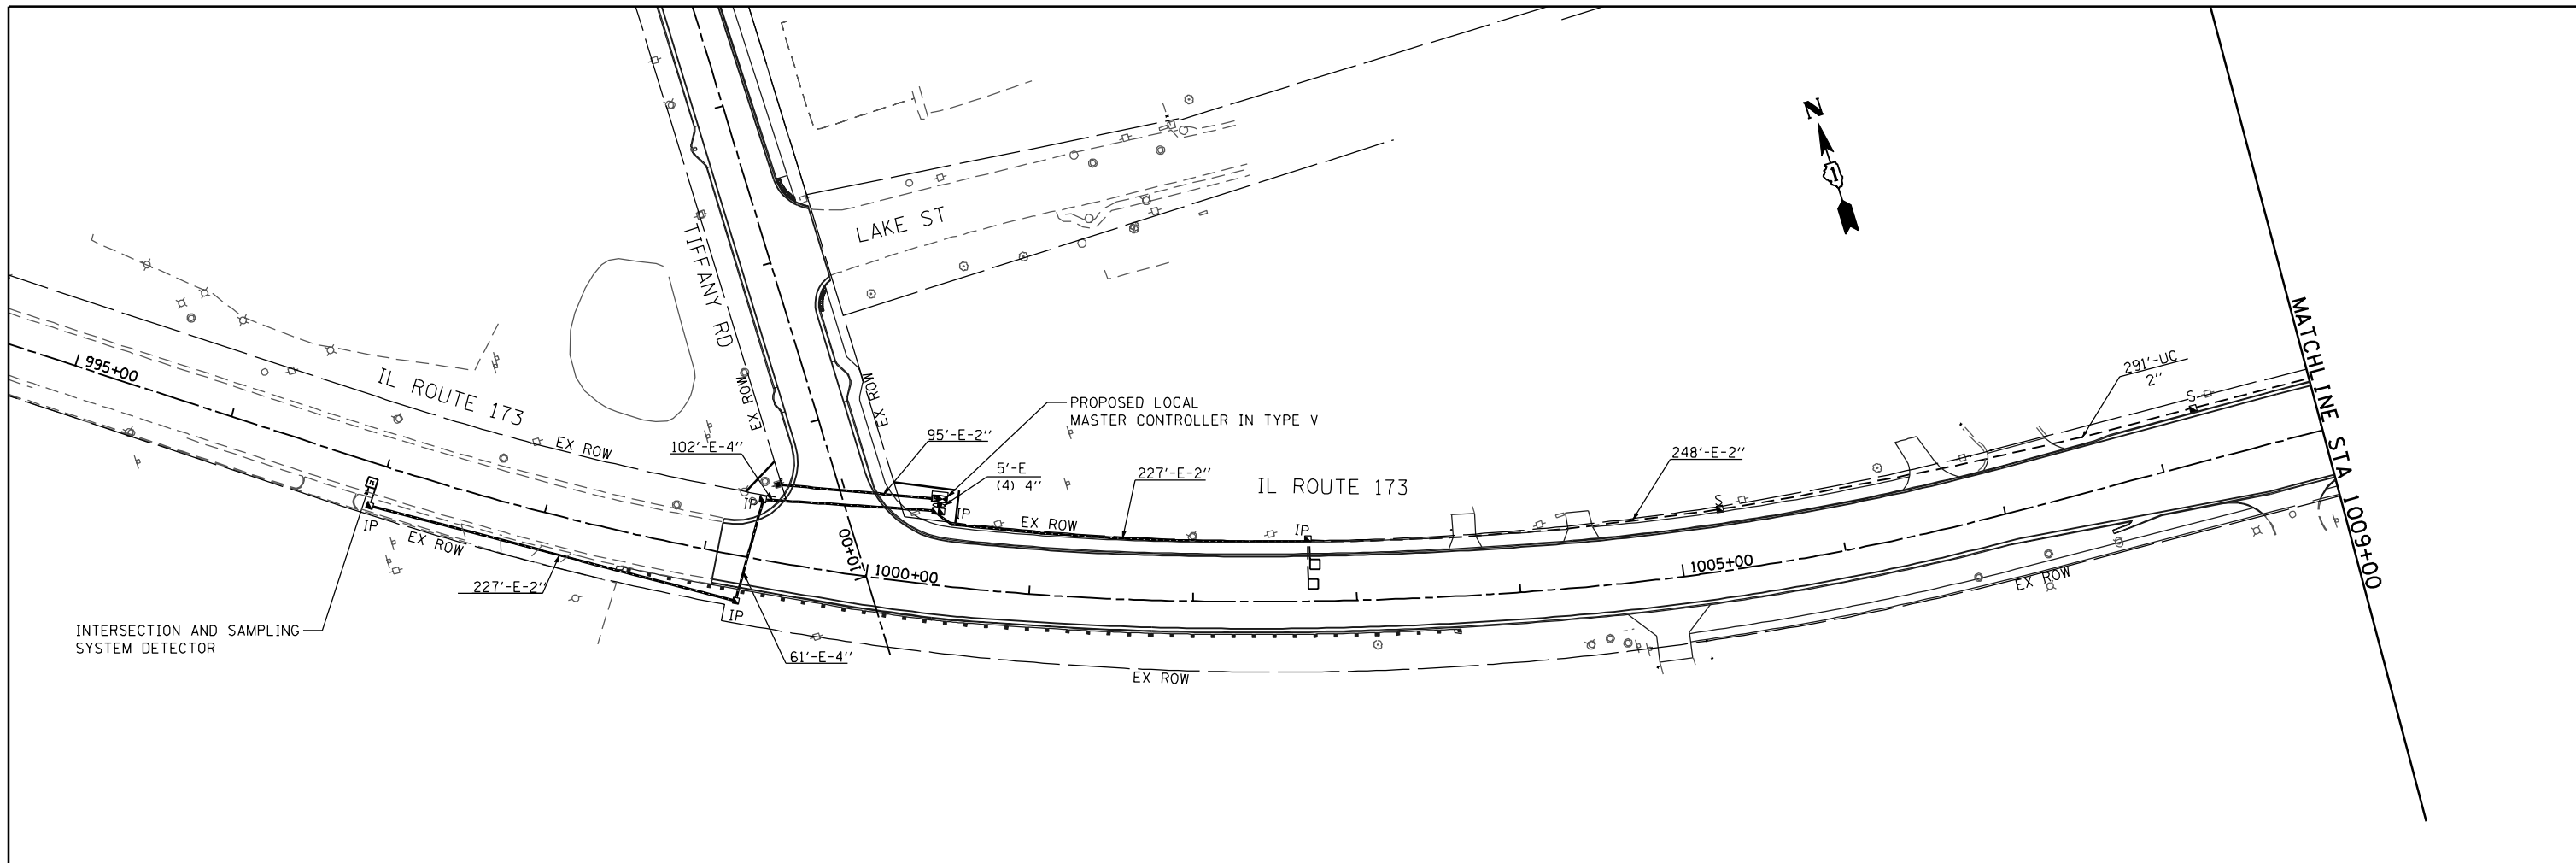 N
1
LAKE ST
TIFFANY RD
995+00
IL ROUTE 173
EX ROW
EX ROW
EX ROW
MATCHLINE STA 1009+00
291'-UC
2"
S
PROPOSED LOCAL
MASTER CONTROLLER IN TYPE V
95'-E-2"
102'-E-4"
5'-E
(4) 4"
227'-E-2"
248'-E-2"
IL ROUTE 173
S
IP
IP
IP
IP
EX ROW
EX ROW
101+00
1000+00
1005+00
EX ROW
227'-E-2"
IP
61'-E-4"
INTERSECTION AND SAMPLING
SYSTEM DETECTOR
EX ROW